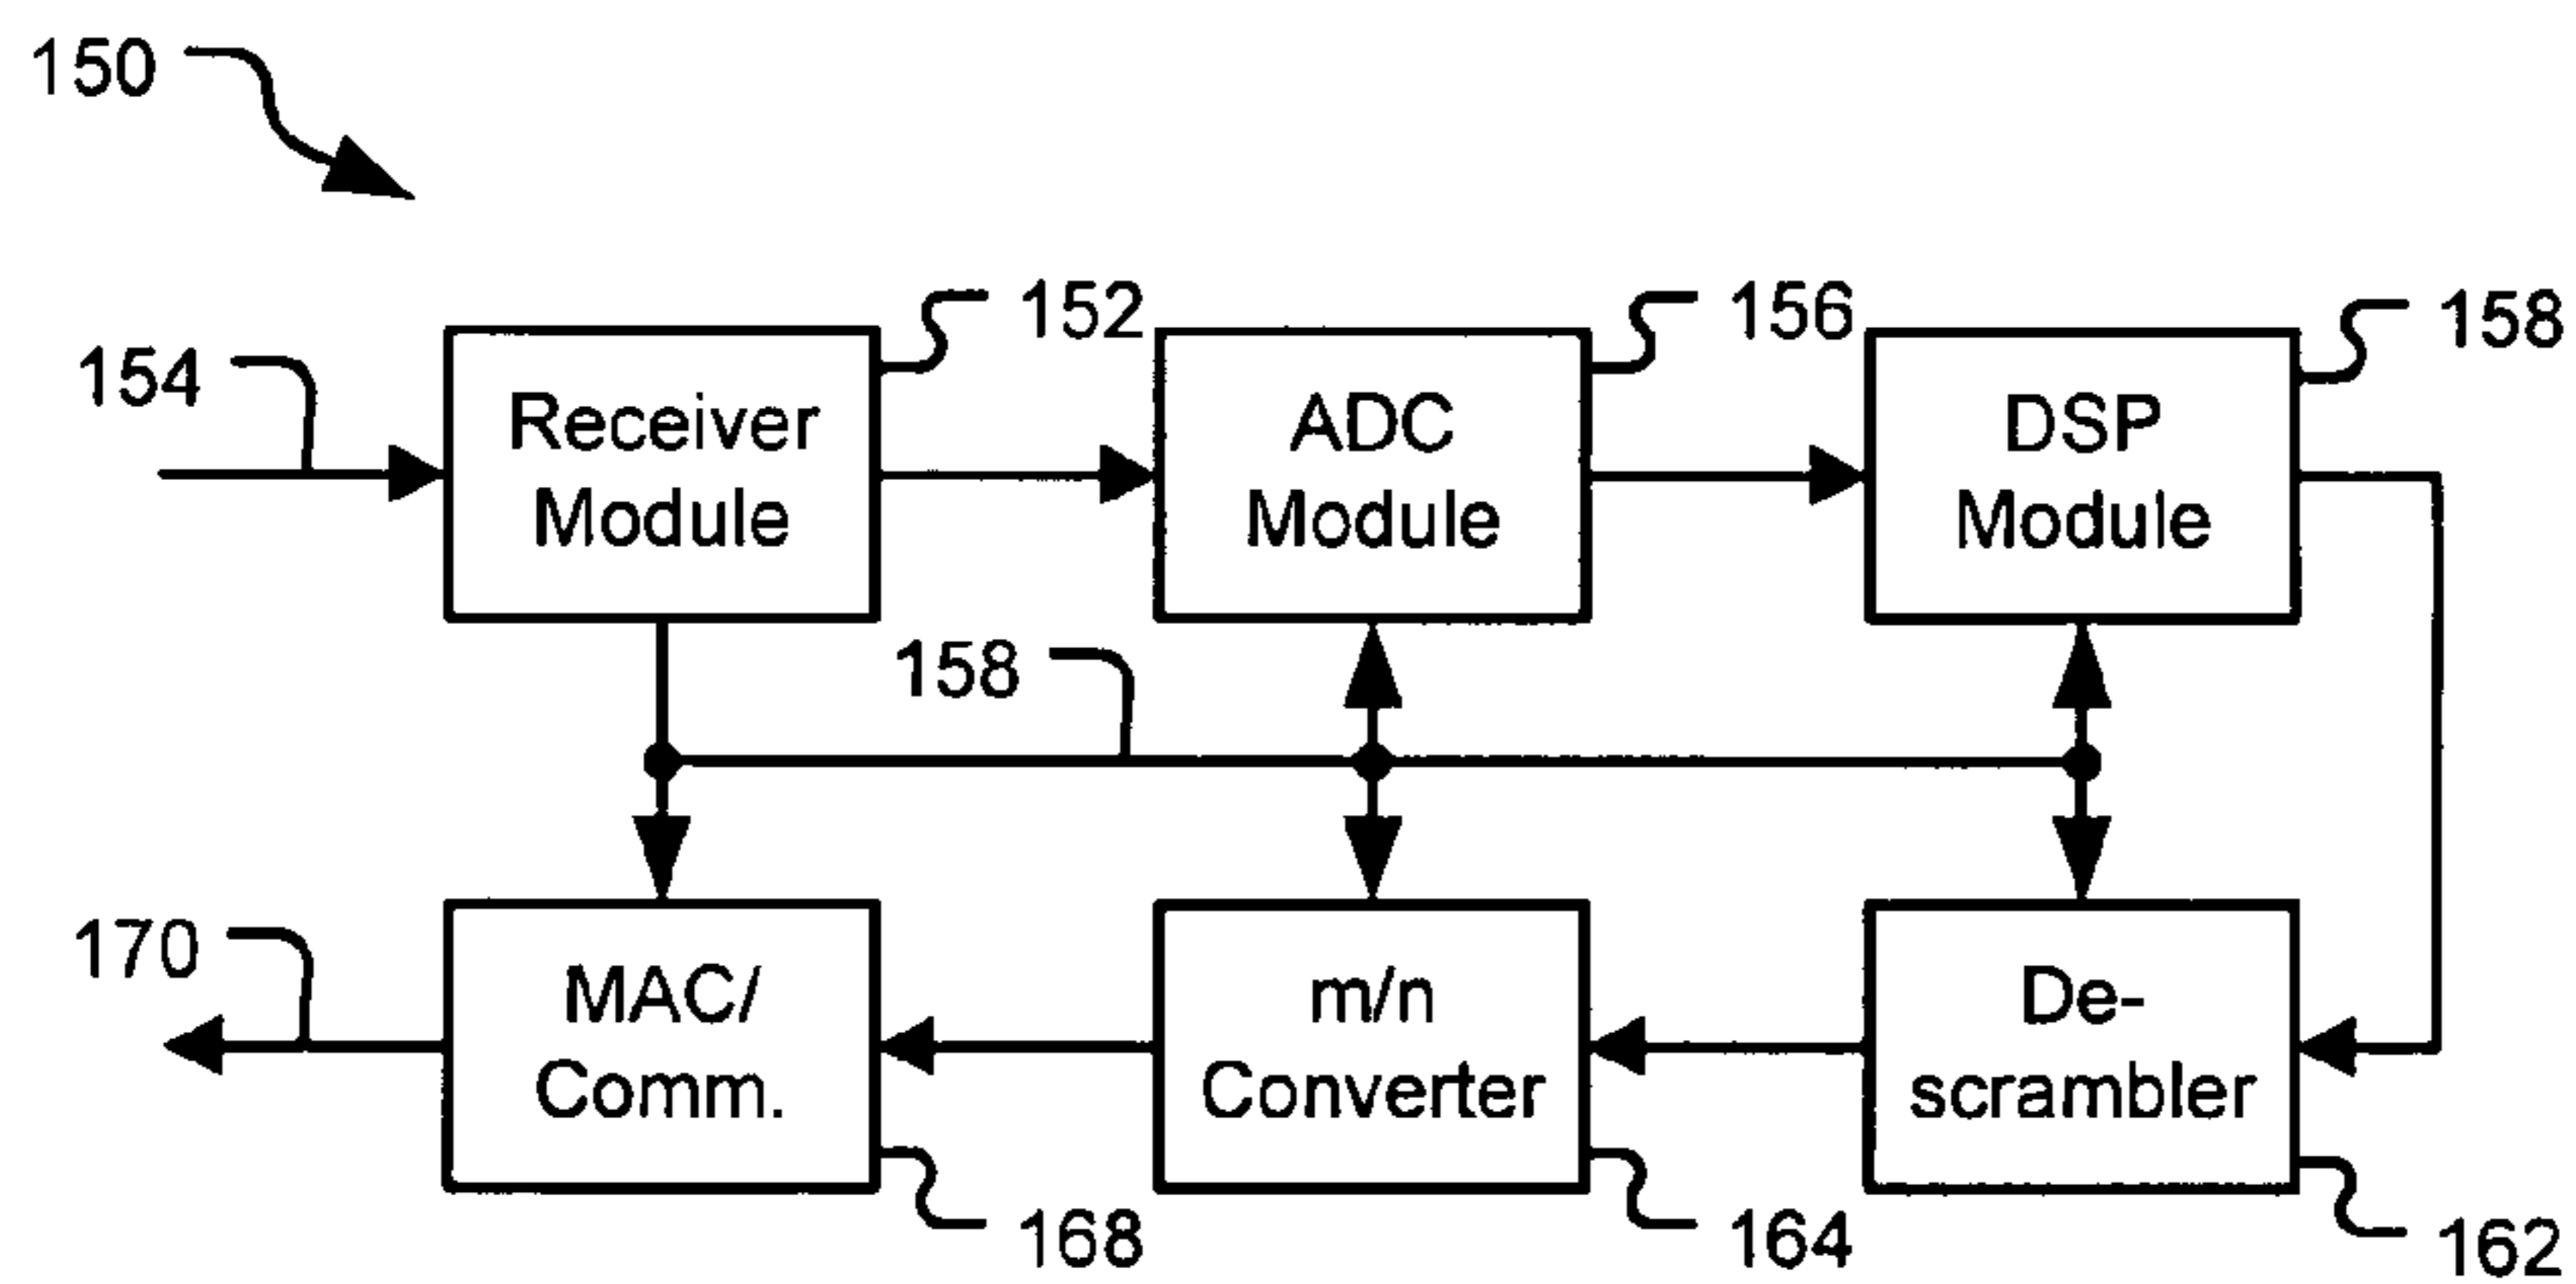 150
152
156
158
154
Receiver
Module
ADC
Module
DSP
Module
158
170
MAC/
Comm.
m/n
Converter
De-
scrambler
168
164
162